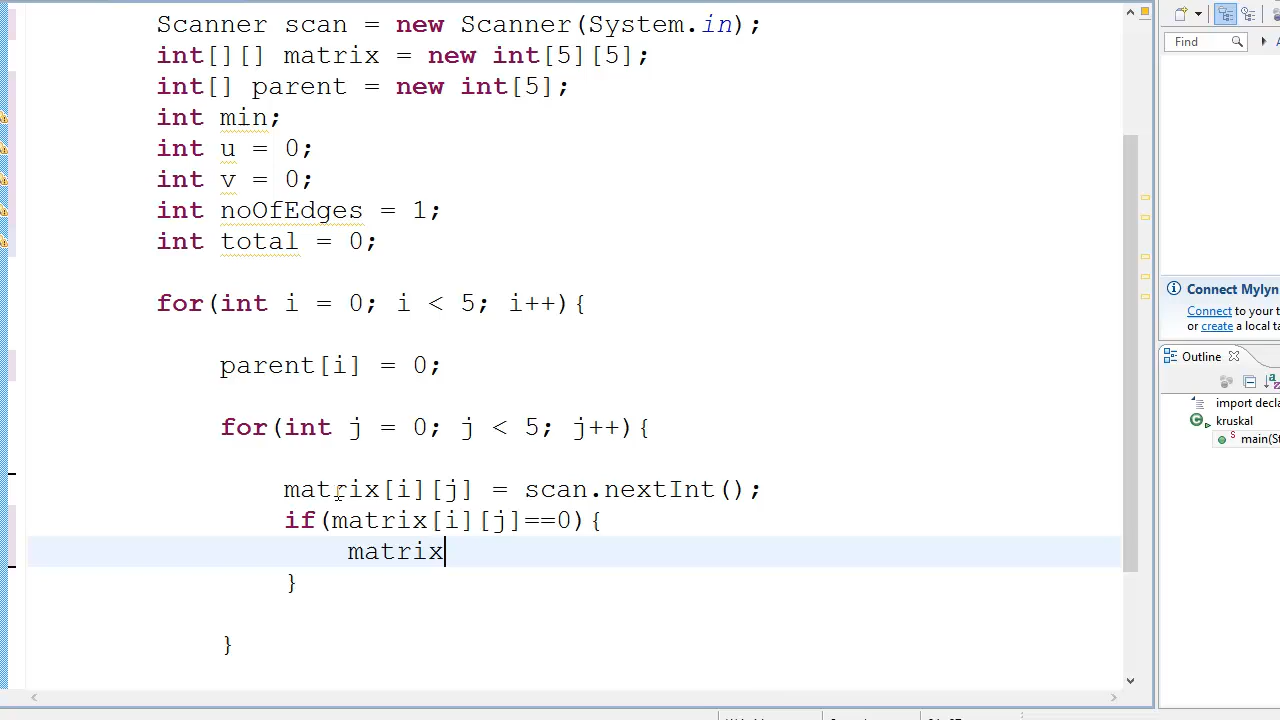 Scanner scan = new Scanner(System.in);
int[][] matrix = new int[5][5];
int[] parent = new int[5];
int min;
int u = 0;
int v = 0;
int noOfEdges = 1;
int total = 0;
for(int i = 0; i < 5; i++){
parent[i] = 0;
for(int j = 0; j < 5; j++){
matrix[i][j] = scan.nextInt();
if(matrix[i][j]==0){
matrix
}
}
Find
Connect Mylyn
Connect to your t
or create a local ta
Outline
import decla
kruskal
main(St